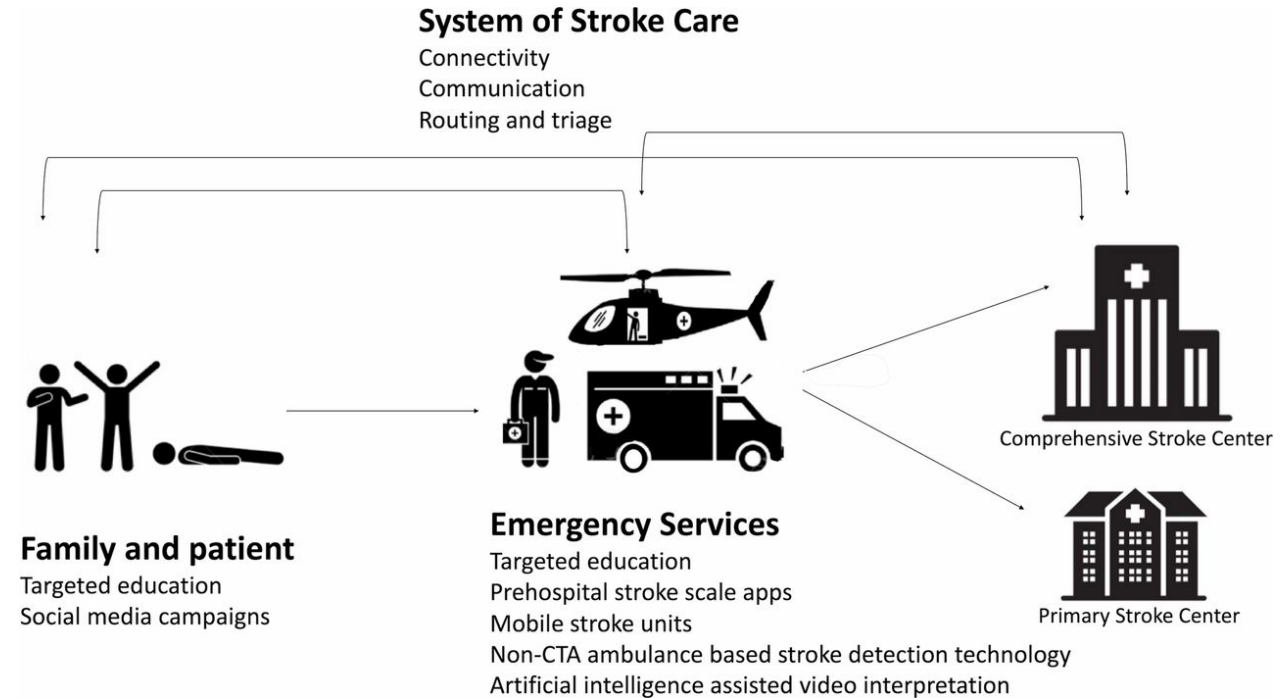 System of Stroke Care
Connectivity
Communication
Routing and triage
Comprehensive Stroke Center
Family and patient
Targeted education
Social media campaigns
Emergency Services
Targeted education
Prehospital stroke scale apps
Mobile stroke units
Non-CTA ambulance based stroke detection technology
Artificial intelligence assisted video interpretation
Primary Stroke Center